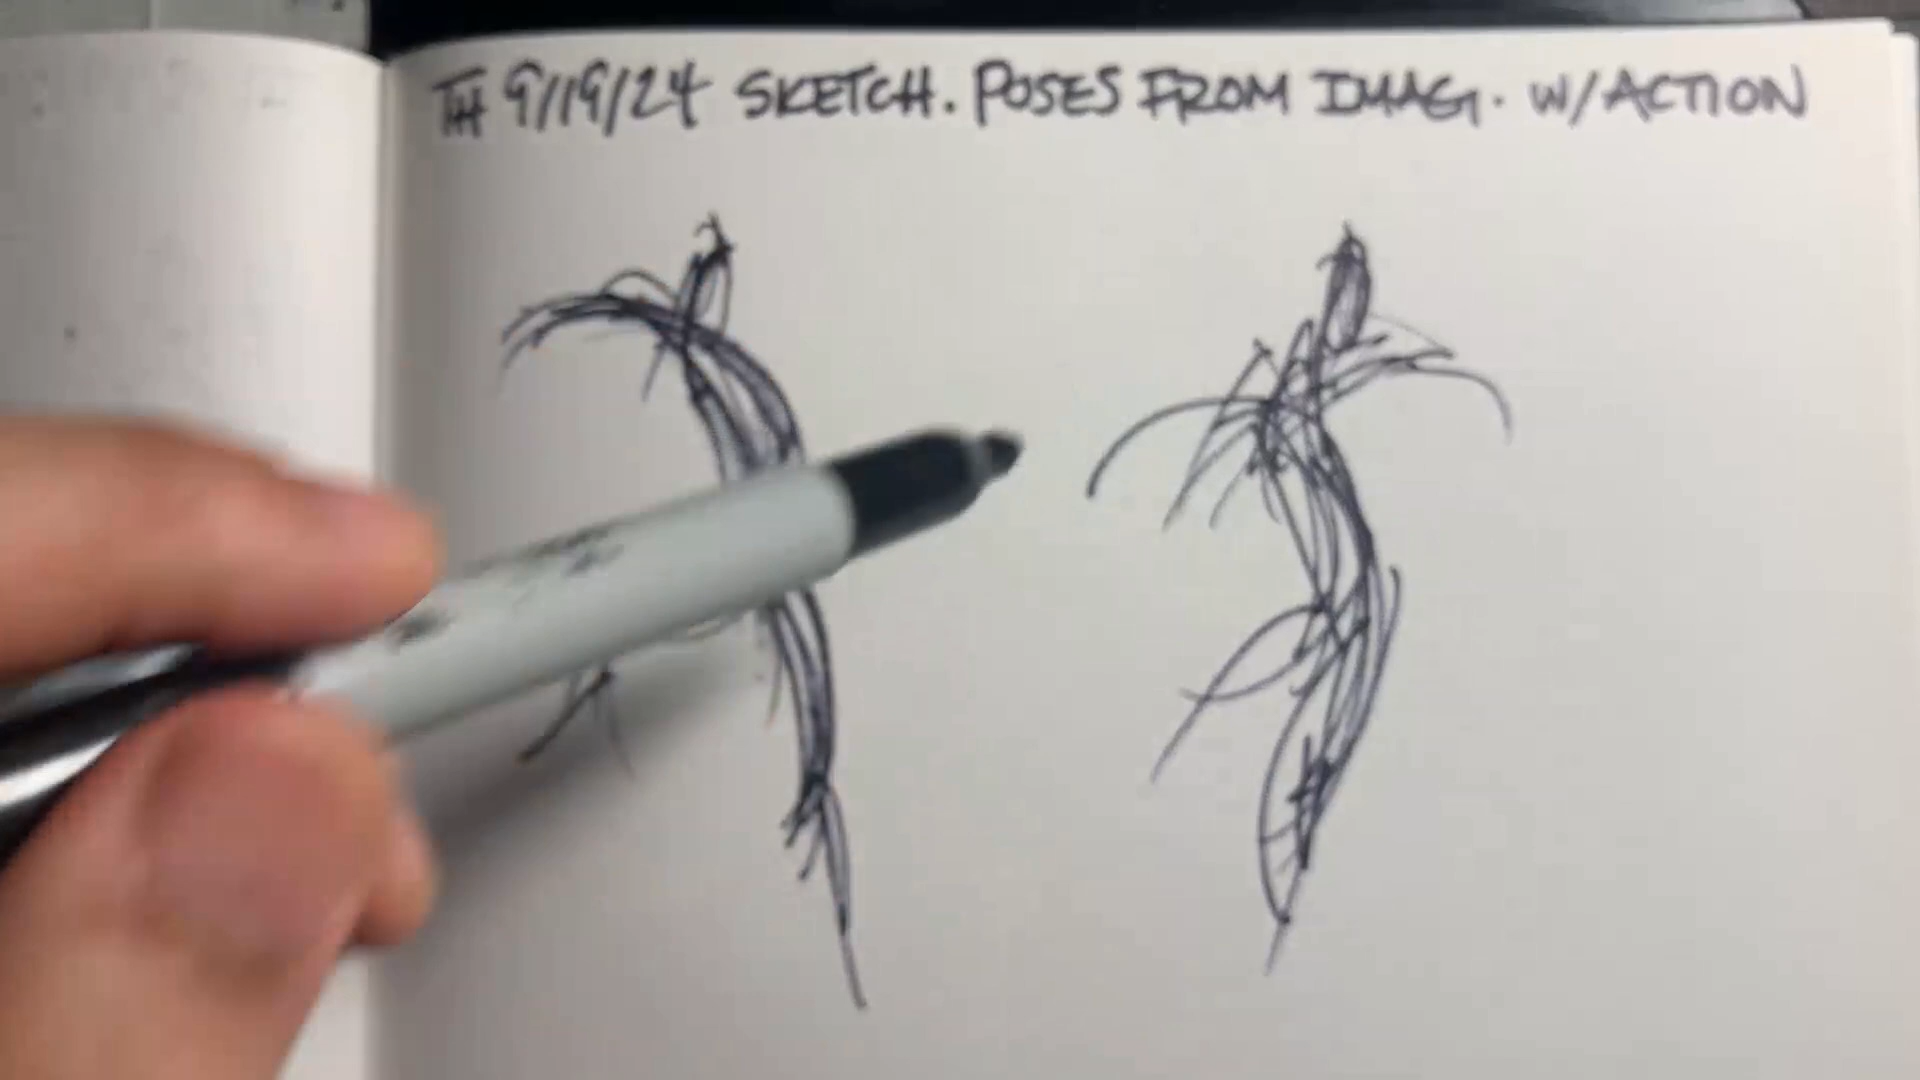 TH 9/19/24 SKETCH. POSES FROM IMAG. W/ACTION